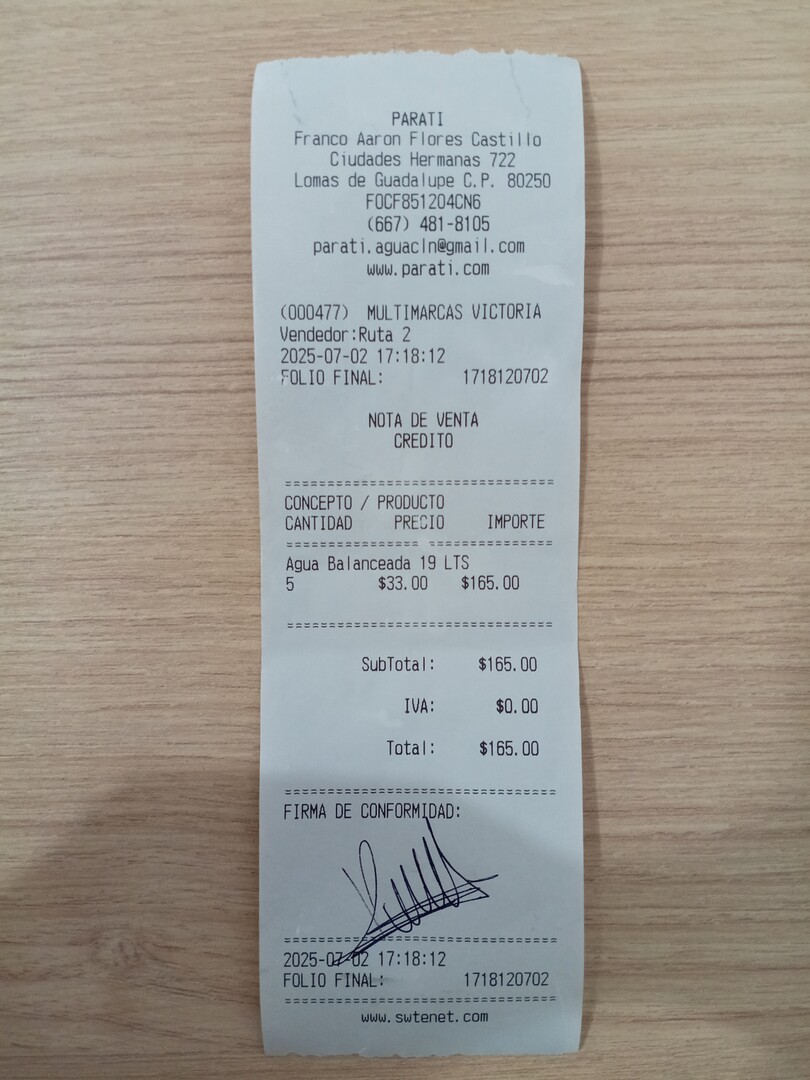 PARATI
Franco Aaron Flores Castillo
Ciudades Hermanas 722
Lomas de Guadalupe C.P. 80250
FOCF851204CN6
(667) 481-8105
parati.aguacln@gmail.com
www.parati.com
(000477) MULTIMARCAS VICTORIA
Vendedor:Ruta 2
2025-07-02 17:18:12
FOLIO FINAL: 1718120702
NOTA DE VENTA
CREDITO
==============================
CONCEPTO / PRODUCTO
CANTIDAD PRECIO IMPORTE
==============================
Agua Balanceada 19 LTS
5 $33.00 $165.00
==============================
SubTotal: $165.00
IVA: $0.00
Total: $165.00
==============================
FIRMA DE CONFORMIDAD:
==============================
2025-07-02 17:18:12
FOLIO FINAL: 1718120702
==============================
www.swtenet.com